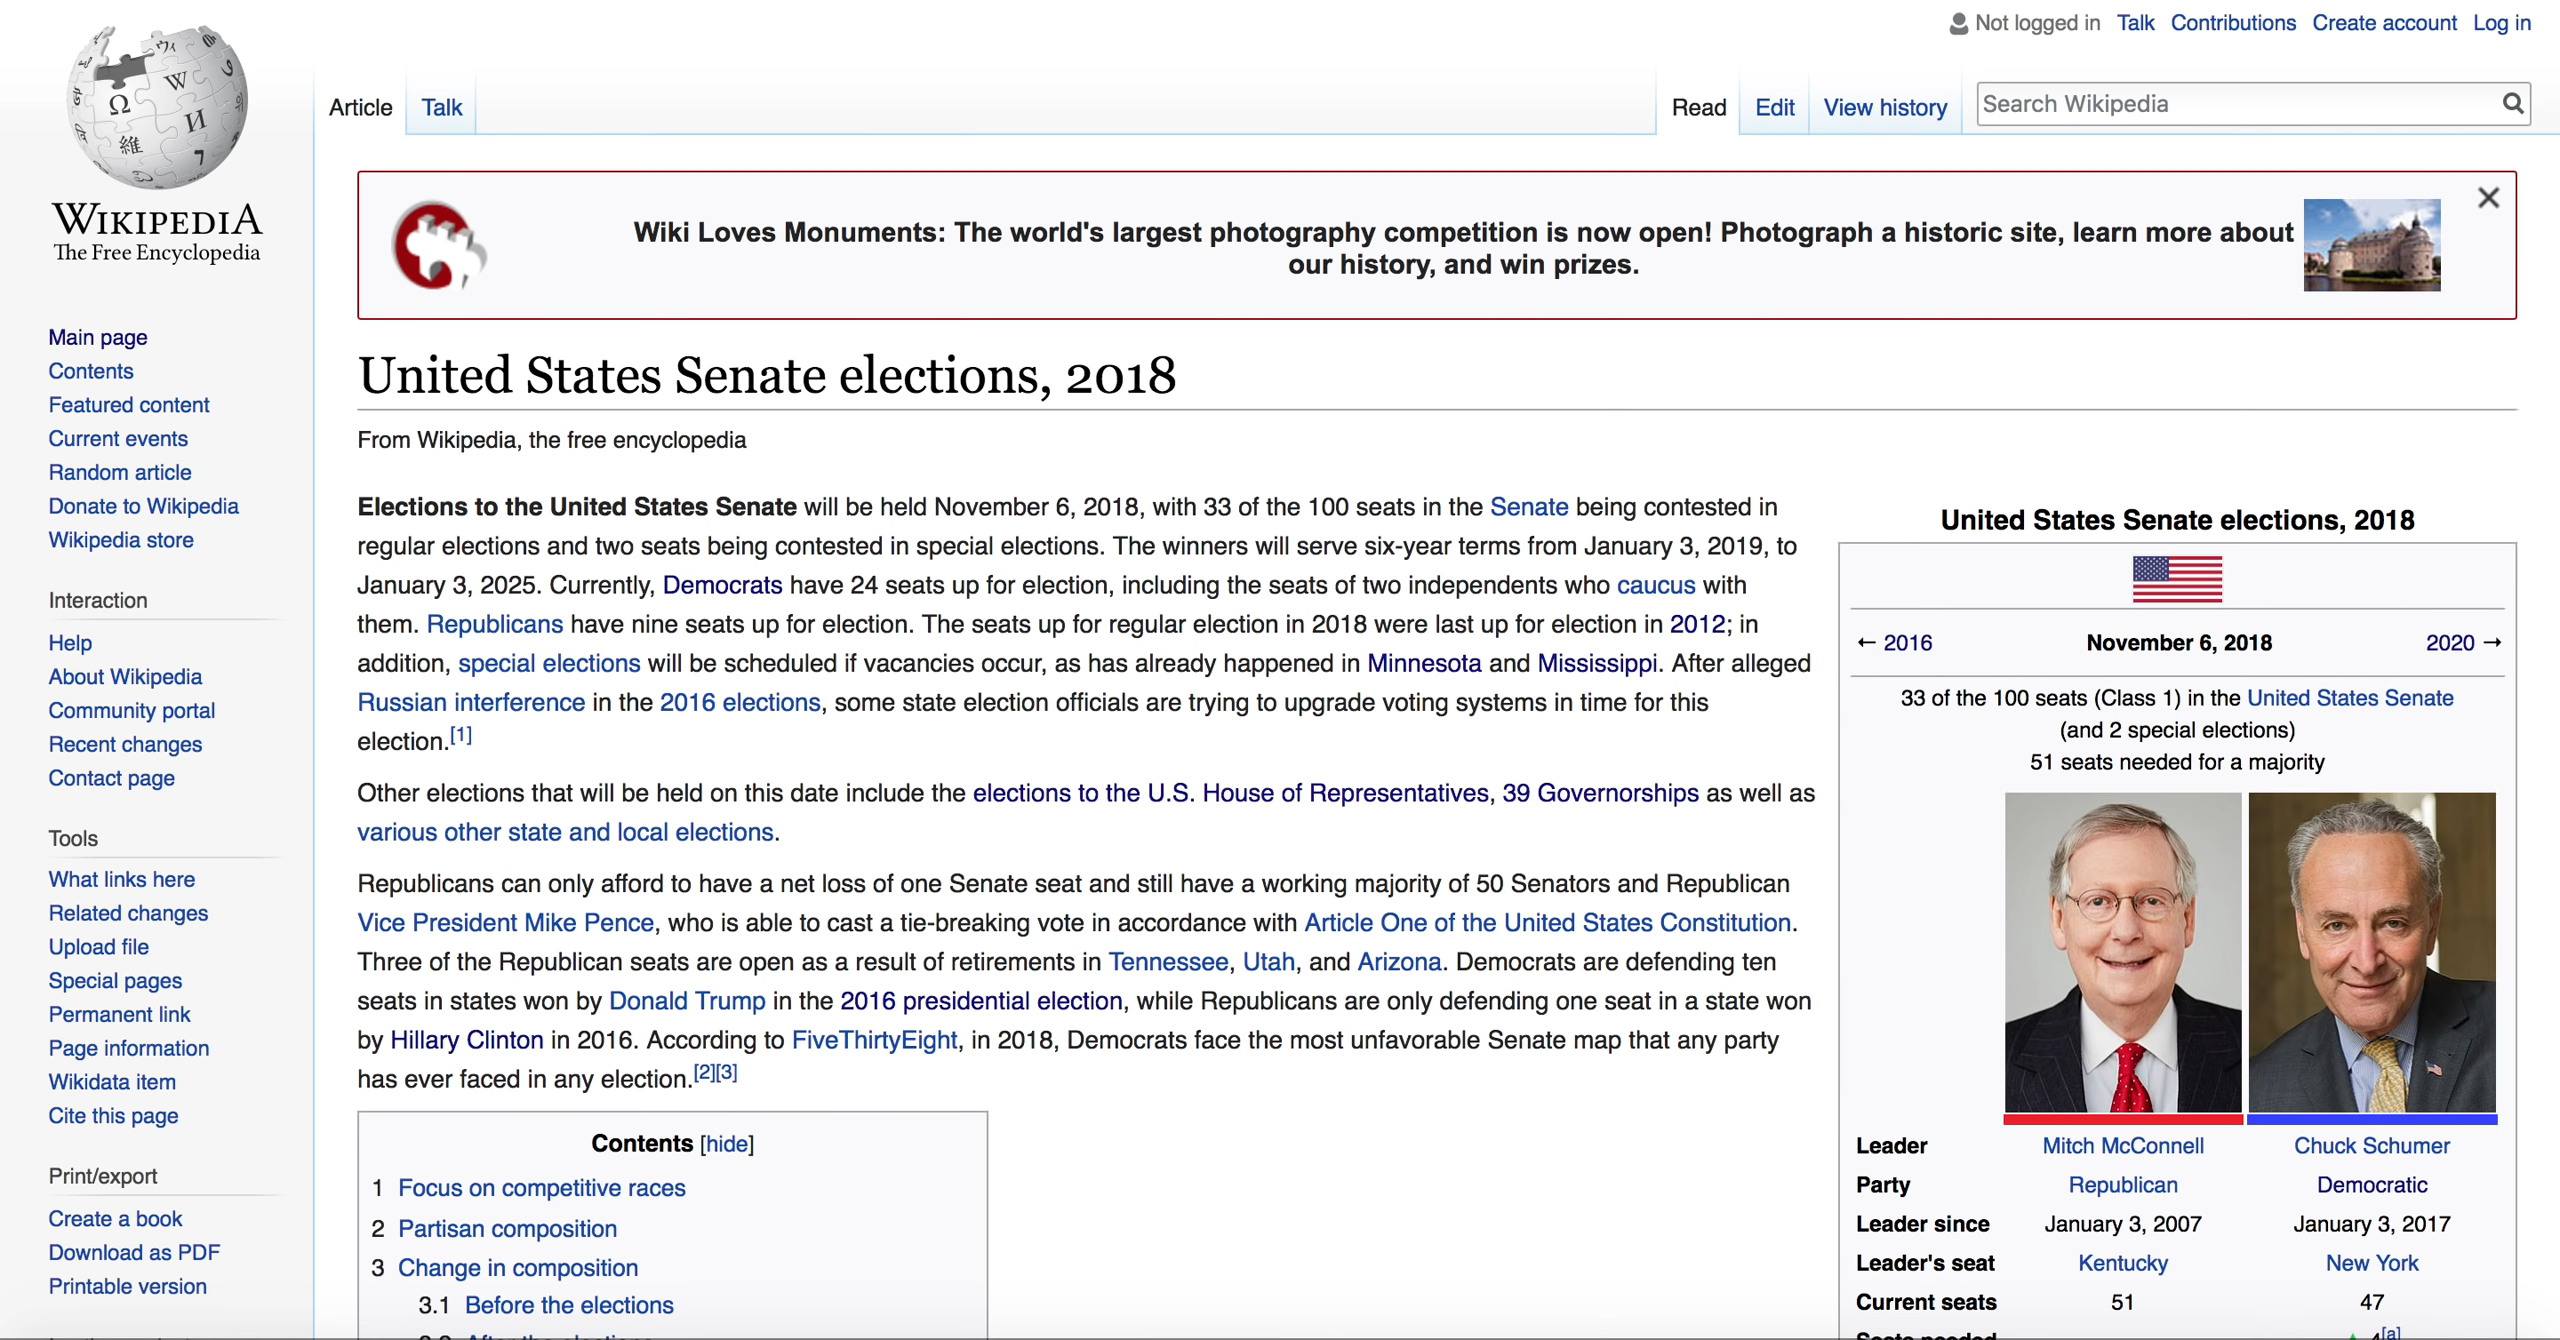 Not logged in Talk Contributions Create account Log in
Article Talk Read Edit View history Search Wikipedia
WIKIPEDIA
The Free Encyclopedia
Main page
Contents
Featured content
Current events
Random article
Donate to Wikipedia
Wikipedia store
Interaction
Help
About Wikipedia
Community portal
Recent changes
Contact page
Tools
What links here
Related changes
Upload file
Special pages
Permanent link
Page information
Wikidata item
Cite this page
Print/export
Create a book
Download as PDF
Printable version
Wiki Loves Monuments: The world's largest photography competition is now open! Photograph a historic site, learn more about
our history, and win prizes.
United States Senate elections, 2018
From Wikipedia, the free encyclopedia
Elections to the United States Senate will be held November 6, 2018, with 33 of the 100 seats in the Senate being contested in
regular elections and two seats being contested in special elections. The winners will serve six-year terms from January 3, 2019, to
January 3, 2025. Currently, Democrats have 24 seats up for election, including the seats of two independents who caucus with
them. Republicans have nine seats up for election. The seats up for regular election in 2018 were last up for election in 2012; in
addition, special elections will be scheduled if vacancies occur, as has already happened in Minnesota and Mississippi. After alleged
Russian interference in the 2016 elections, some state election officials are trying to upgrade voting systems in time for this
election.[1]
Other elections that will be held on this date include the elections to the U.S. House of Representatives, 39 Governorships as well as
various other state and local elections.
Republicans can only afford to have a net loss of one Senate seat and still have a working majority of 50 Senators and Republican
Vice President Mike Pence, who is able to cast a tie-breaking vote in accordance with Article One of the United States Constitution.
Three of the Republican seats are open as a result of retirements in Tennessee, Utah, and Arizona. Democrats are defending ten
seats in states won by Donald Trump in the 2016 presidential election, while Republicans are only defending one seat in a state won
by Hillary Clinton in 2016. According to FiveThirtyEight, in 2018, Democrats face the most unfavorable Senate map that any party
has ever faced in any election.[2][3]
Contents [hide]
1 Focus on competitive races
2 Partisan composition
3 Change in composition
3.1 Before the elections
United States Senate elections, 2018
← 2016 November 6, 2018 2020 →
33 of the 100 seats (Class 1) in the United States Senate
(and 2 special elections)
51 seats needed for a majority
Leader Mitch McConnell Chuck Schumer
Party Republican Democratic
Leader since January 3, 2007 January 3, 2017
Leader's seat Kentucky New York
Current seats 51 47